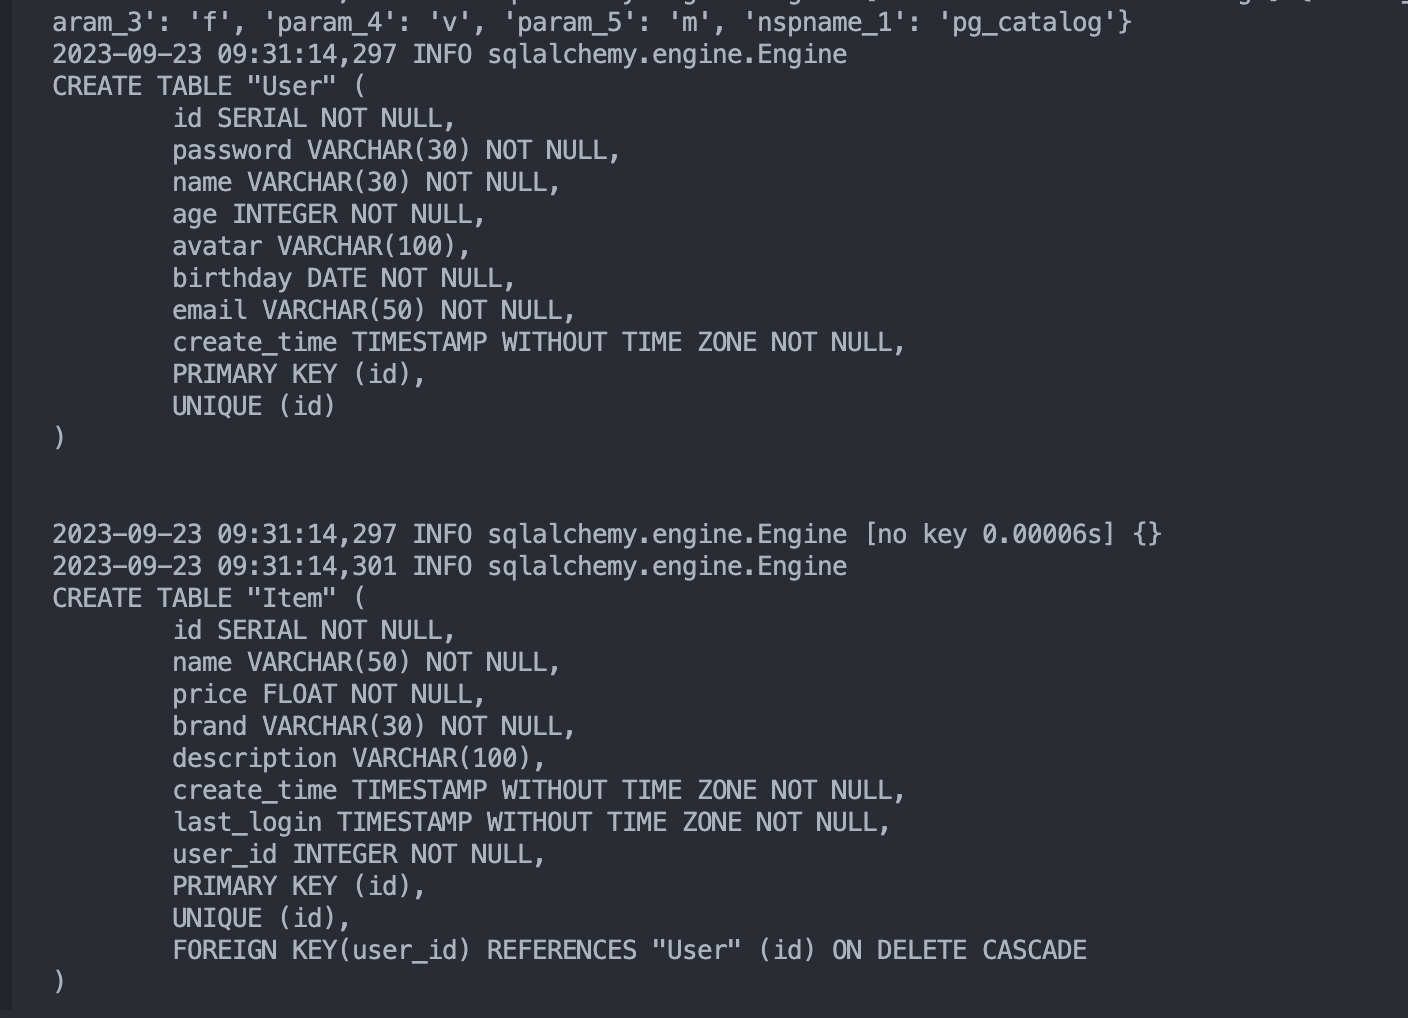 aram_3': 'f', 'param_4': 'v', 'param_5': 'm', 'nspname_1': 'pg_catalog'}
2023-09-23 09:31:14,297 INFO sqlalchemy.engine.Engine
CREATE TABLE "User" (
        id SERIAL NOT NULL,
        password VARCHAR(30) NOT NULL,
        name VARCHAR(30) NOT NULL,
        age INTEGER NOT NULL,
        avatar VARCHAR(100),
        birthday DATE NOT NULL,
        email VARCHAR(50) NOT NULL,
        create_time TIMESTAMP WITHOUT TIME ZONE NOT NULL,
        PRIMARY KEY (id),
        UNIQUE (id)
)
2023-09-23 09:31:14,297 INFO sqlalchemy.engine.Engine [no key 0.00006s] {}
2023-09-23 09:31:14,301 INFO sqlalchemy.engine.Engine
CREATE TABLE "Item" (
        id SERIAL NOT NULL,
        name VARCHAR(50) NOT NULL,
        price FLOAT NOT NULL,
        brand VARCHAR(30) NOT NULL,
        description VARCHAR(100),
        create_time TIMESTAMP WITHOUT TIME ZONE NOT NULL,
        last_login TIMESTAMP WITHOUT TIME ZONE NOT NULL,
        user_id INTEGER NOT NULL,
        PRIMARY KEY (id),
        UNIQUE (id),
        FOREIGN KEY(user_id) REFERENCES "User" (id) ON DELETE CASCADE
)